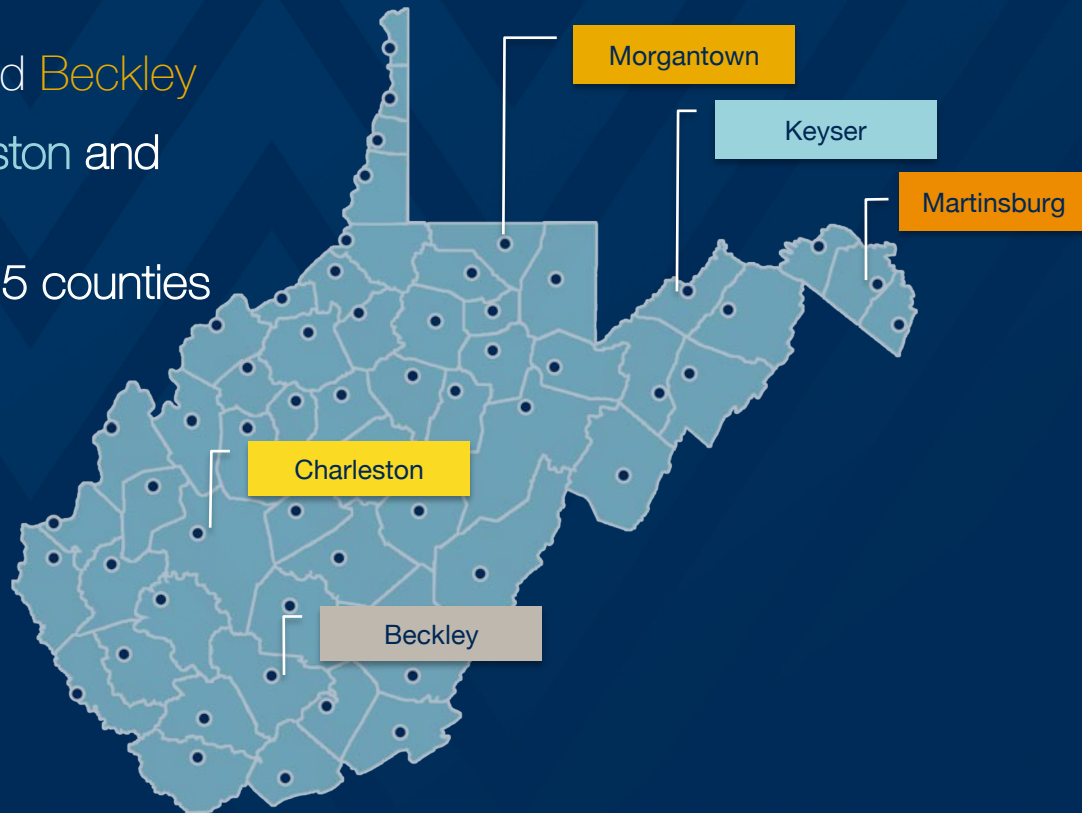 d Beckley
ston and
5 counties
Morgantown
Keyser
Martinsburg
Charleston
Beckley